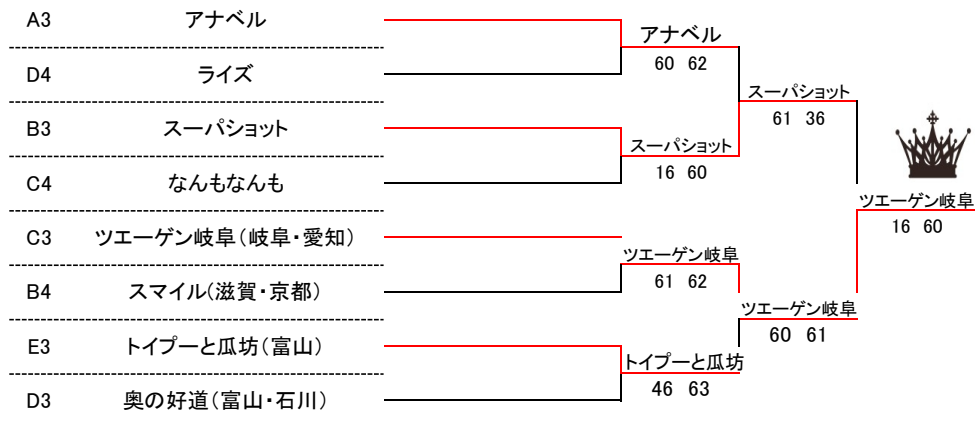 A3 アナベル
D4 ライズ
B3 スーパショット
C4 なんもなんも
C3 ツエーゲン岐阜(岐阜・愛知)
B4 スマイル(滋賀・京都)
E3 トイプーと瓜坊(富山)
D3 奥の好道(富山・石川)
アナベル
60 62
スーパショット
16 60
ツエーゲン岐阜
61 62
トイプーと瓜坊
46 63
スーパショット
61 36
ツエーゲン岐阜
60 61
ツエーゲン岐阜
16 60